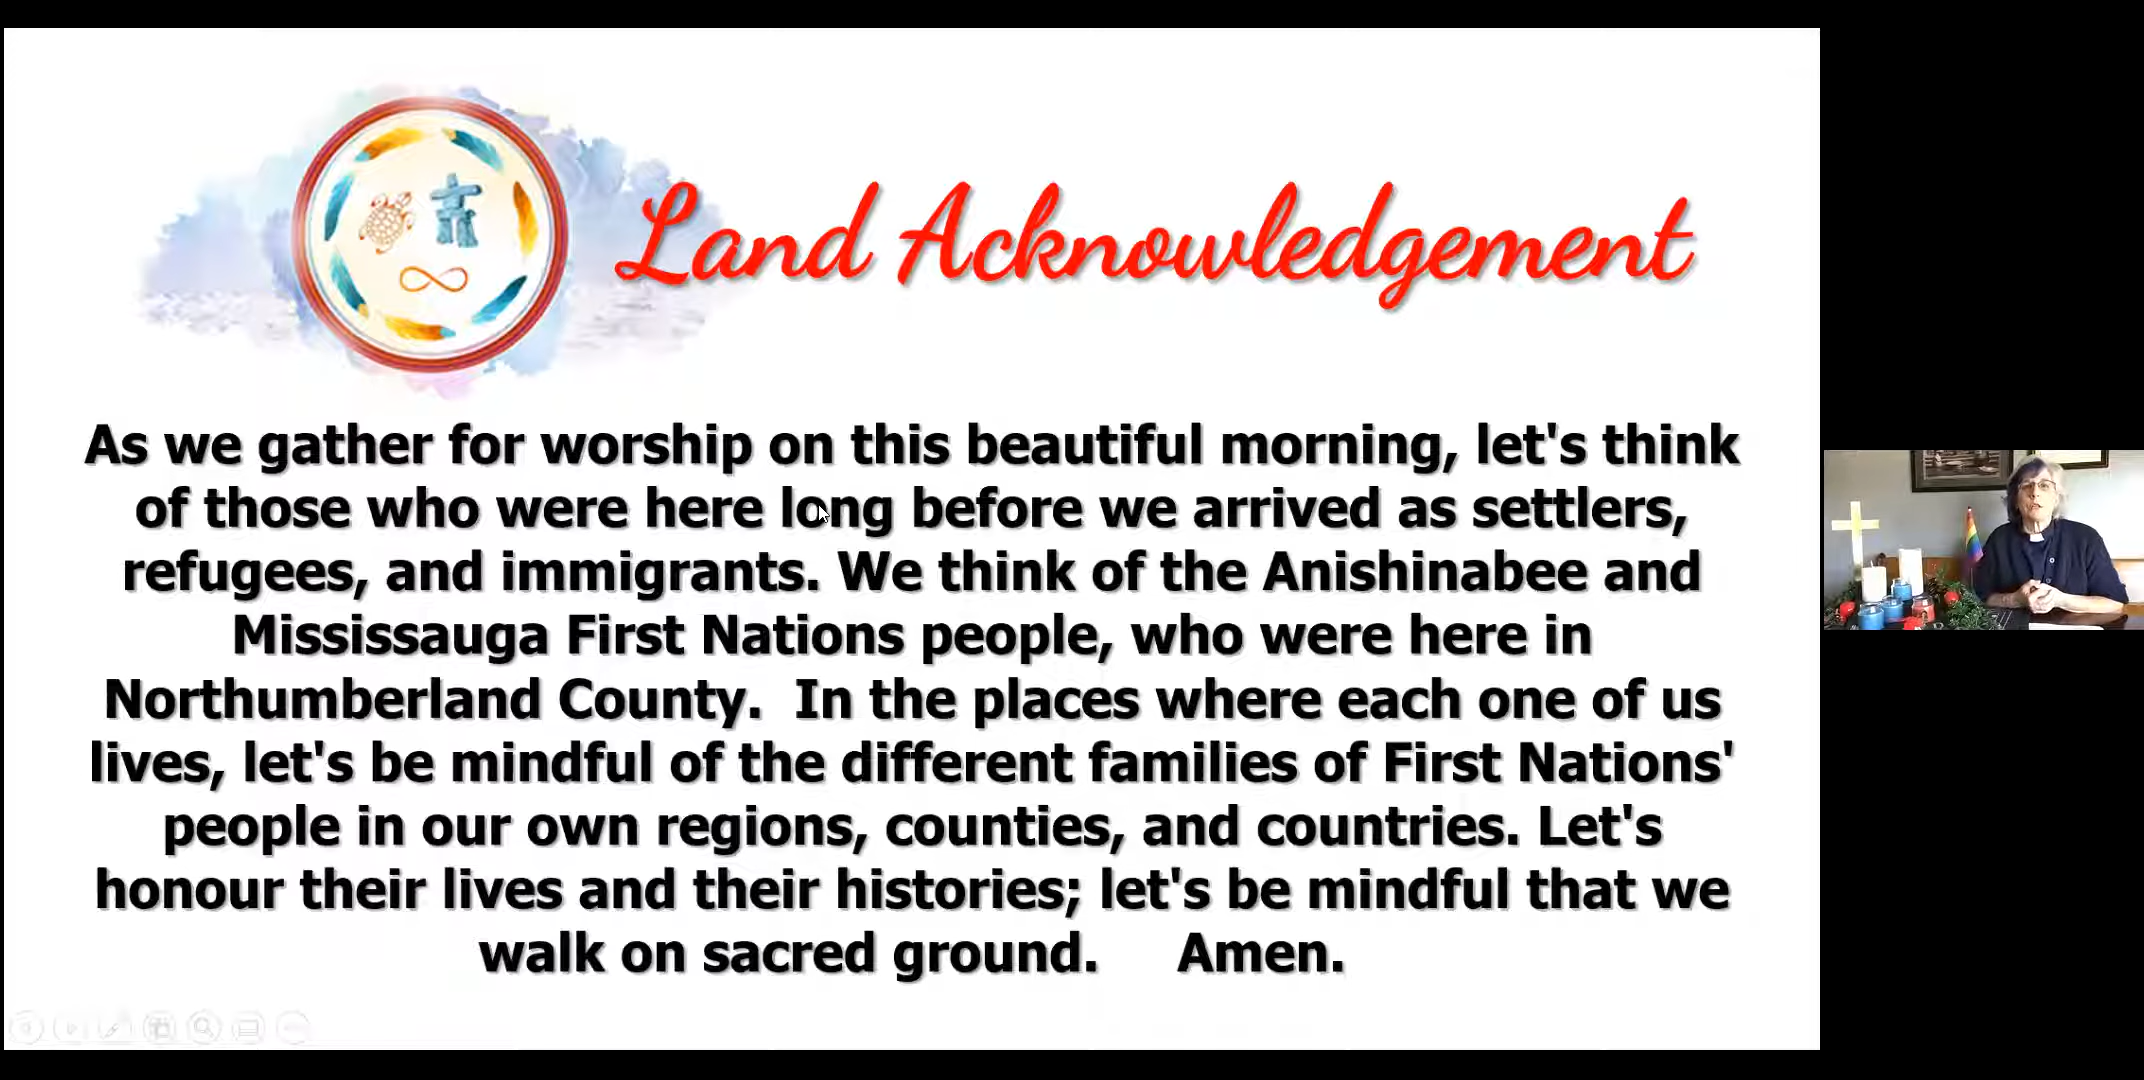 Land Acknowledgement
As we gather for worship on this beautiful morning, let's think
of those who were here long before we arrived as settlers,
refugees, and immigrants. We think of the Anishinabee and
Mississauga First Nations people, who were here in
Northumberland County.  In the places where each one of us
lives, let's be mindful of the different families of First Nations'
people in our own regions, counties, and countries. Let's
honour their lives and their histories; let's be mindful that we
walk on sacred ground.     Amen.